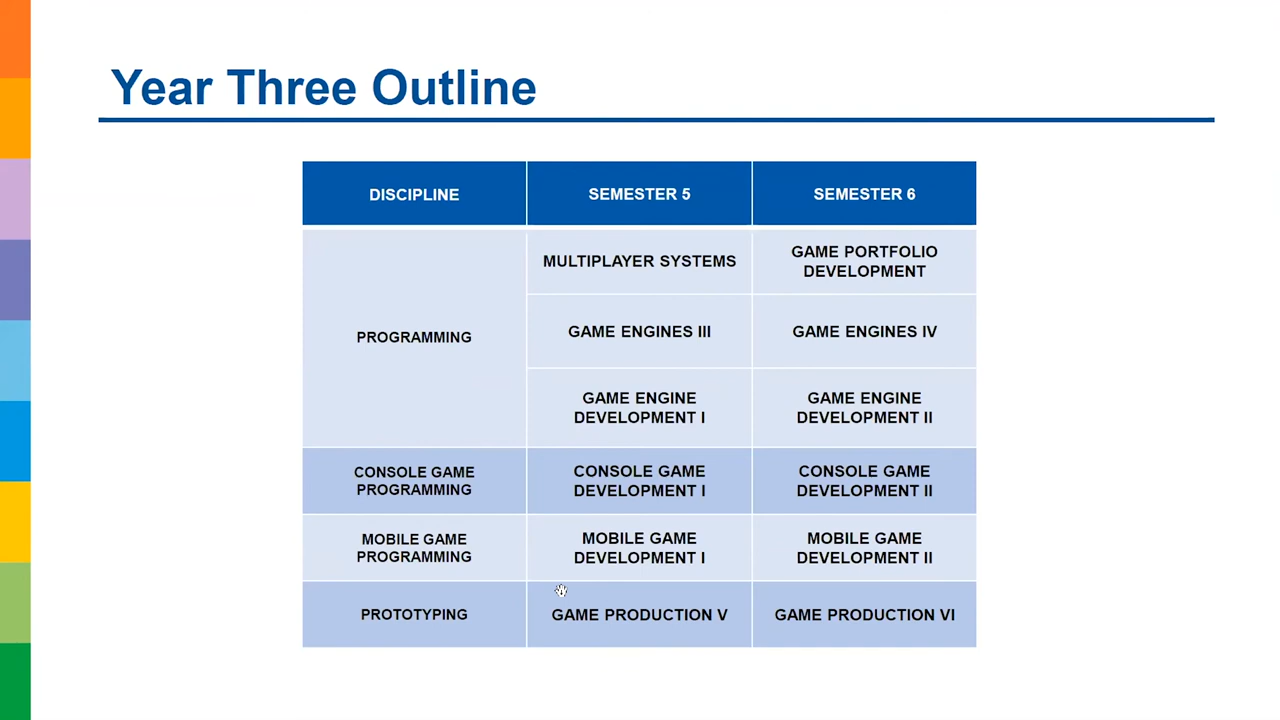 Year Three Outline
DISCIPLINE
SEMESTER 5
SEMESTER 6
PROGRAMMING
MULTIPLAYER SYSTEMS
GAME PORTFOLIO
DEVELOPMENT
GAME ENGINES III
GAME ENGINES IV
GAME ENGINE
DEVELOPMENT I
GAME ENGINE
DEVELOPMENT II
CONSOLE GAME
PROGRAMMING
CONSOLE GAME
DEVELOPMENT I
CONSOLE GAME
DEVELOPMENT II
MOBILE GAME
PROGRAMMING
MOBILE GAME
DEVELOPMENT I
MOBILE GAME
DEVELOPMENT II
PROTOTYPING
GAME PRODUCTION V
GAME PRODUCTION VI